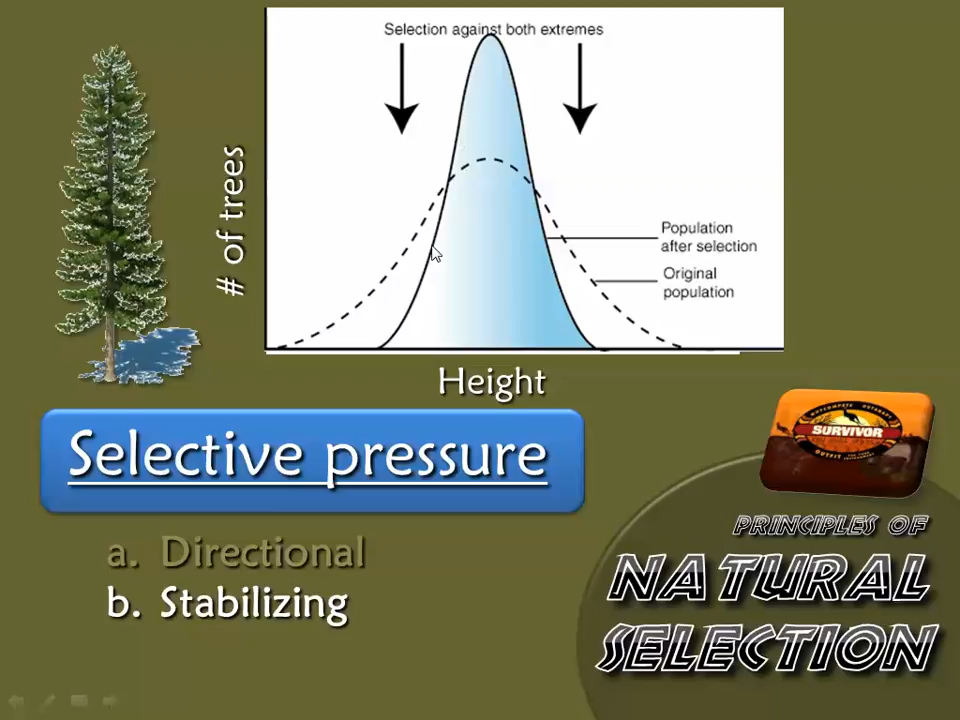 Selection against both extremes
# of trees
Population
after selection
Original
population
Height
Selective pressure
a. Directional
b. Stabilizing
SURVIVOR
PRINCIPLES OF
NATURAL
SELECTION